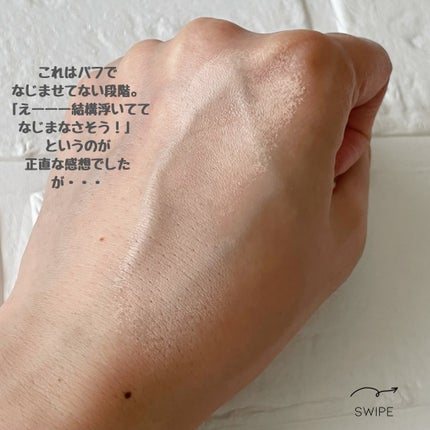 これはパフで
なじませてない段階。
「えーーー結構浮いてて
なじまなさそう！」
というのが
正直な感想でした
が・・・
SWIPE